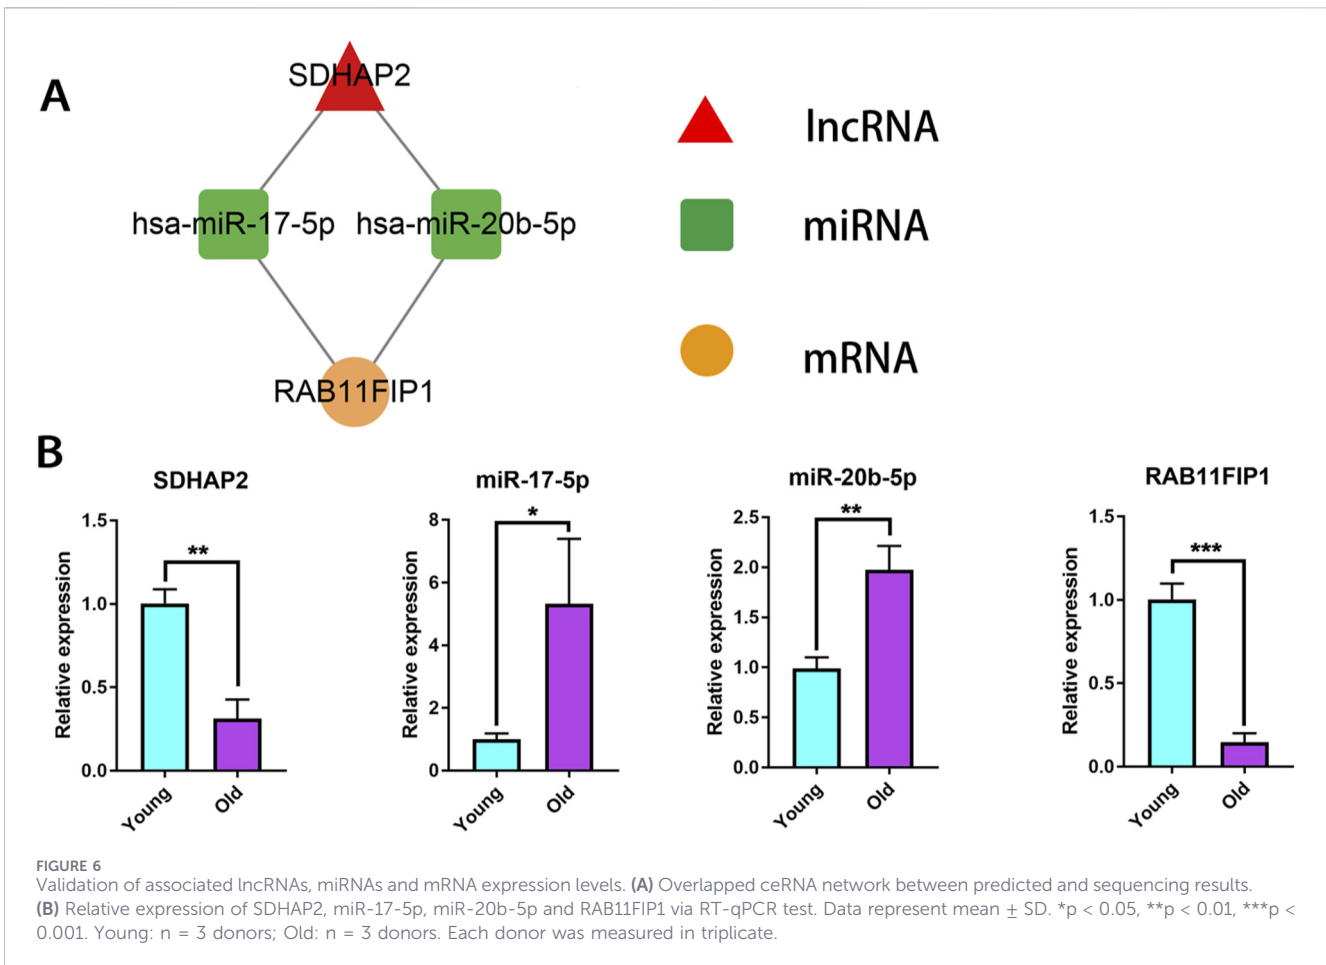 A
SDHAP2
lncRNA
hsa-miR-17-5p
hsa-miR-20b-5p
miRNA
mRNA
RAB11FIP1
B
SDHAP2
Relative expression
1.5
1.0
0.5
0.0
**
Young
Old
miR-17-5p
Relative expression
8
6
4
2
0
*
Young
Old
miR-20b-5p
Relative expression
2.5
2.0
1.5
1.0
0.5
0.0
**
Young
Old
RAB11FIP1
Relative expression
1.5
1.0
0.5
0.0
***
Young
Old
FIGURE 6
Validation of associated lncRNAs, miRNAs and mRNA expression levels. (A) Overlapped ceRNA network between predicted and sequencing results.
(B) Relative expression of SDHAP2, miR-17-5p, miR-20b-5p and RAB11FIP1 via RT-qPCR test. Data represent mean ± SD. *p < 0.05, **p < 0.01, ***p <
0.001. Young: n = 3 donors; Old: n = 3 donors. Each donor was measured in triplicate.